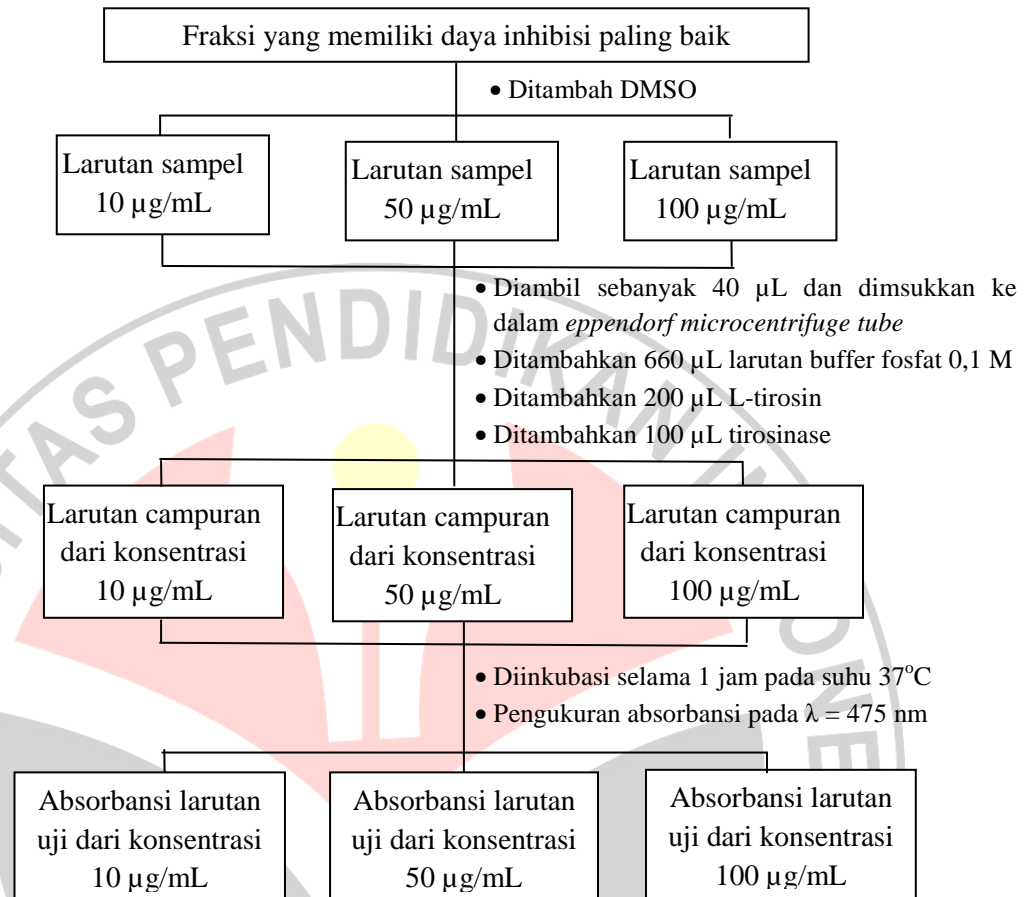 Fraksi yang memiliki daya inhibisi paling baik
• Ditambah DMSO
Larutan sampel
10 µg/mL
Larutan sampel
50 µg/mL
Larutan sampel
100 µg/mL
• Diambil sebanyak 40 µL dan dimsukkan ke
dalam eppendorf microcentrifuge tube
• Ditambahkan 660 µL larutan buffer fosfat 0,1 M
• Ditambahkan 200 µL L-tirosin
• Ditambahkan 100 µL tirosinase
Larutan campuran
dari konsentrasi
10 µg/mL
Larutan campuran
dari konsentrasi
50 µg/mL
Larutan campuran
dari konsentrasi
100 µg/mL
• Diinkubasi selama 1 jam pada suhu 37°C
• Pengukuran absorbansi pada λ = 475 nm
Absorbansi larutan
uji dari konsentrasi
10 µg/mL
Absorbansi larutan
uji dari konsentrasi
50 µg/mL
Absorbansi larutan
uji dari konsentrasi
100 µg/mL